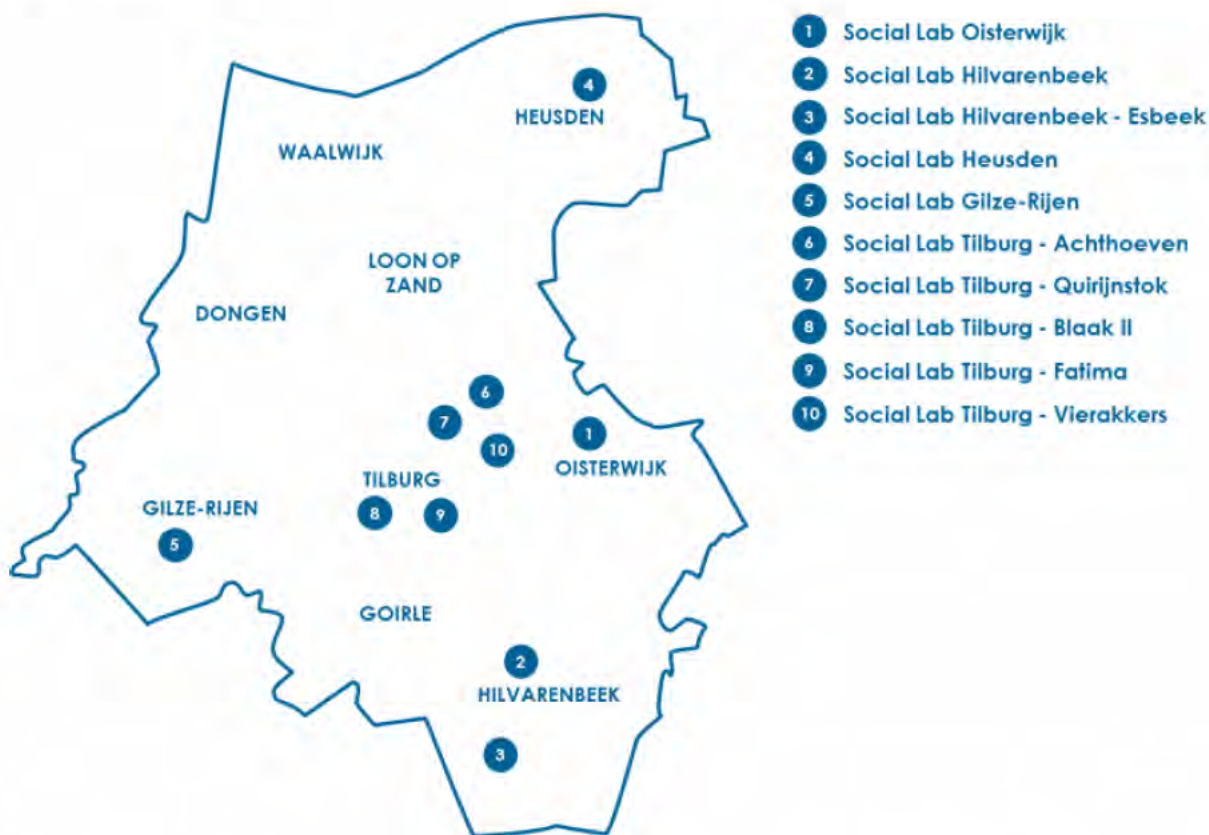 4
HEUSDEN
WAALWIJK
LOON OP
ZAND
DONGEN
6
7
1
10
OISTERWIJK
TILBURG
GILZE-RIJEN
8
9
5
GOIRLE
2
HILVARENBEEK
3
1 Social Lab Oisterwijk
2 Social Lab Hilvarenbeek
3 Social Lab Hilvarenbeek - Esbeek
4 Social Lab Heusden
5 Social Lab Gilze-Rijen
6 Social Lab Tilburg - Achthoeven
7 Social Lab Tilburg - Quirijnstok
8 Social Lab Tilburg - Blaak II
9 Social Lab Tilburg - Fatima
10 Social Lab Tilburg - Vierakkers